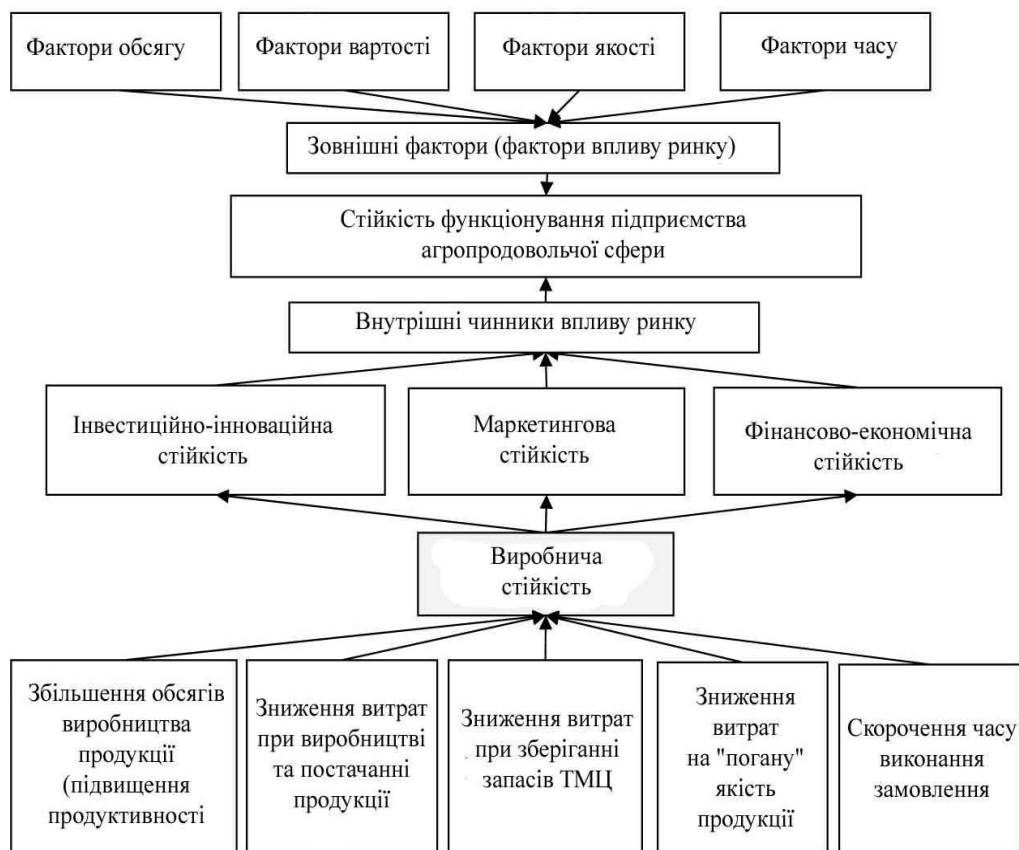 Фактори обсягу
Фактори вартості
Фактори якості
Фактори часу
Зовнішні фактори (фактори впливу ринку)
Стійкість функціонування підприємства
агропродовольчої сфери
Внутрішні чинники впливу ринку
Інвестиційно-інноваційна
стійкість
Маркетингова
стійкість
Фінансово-економічна
стійкість
Виробнича
стійкість
Збільшення обсягів
виробництва
продукції
(підвищення
продуктивності
Зниження витрат
при виробництві
та постачанні
продукції
Зниження витрат
при зберіганні
запасів ТМЦ
Зниження
витрат
на "погану"
якість
продукції
Скорочення часу
виконання
замовлення